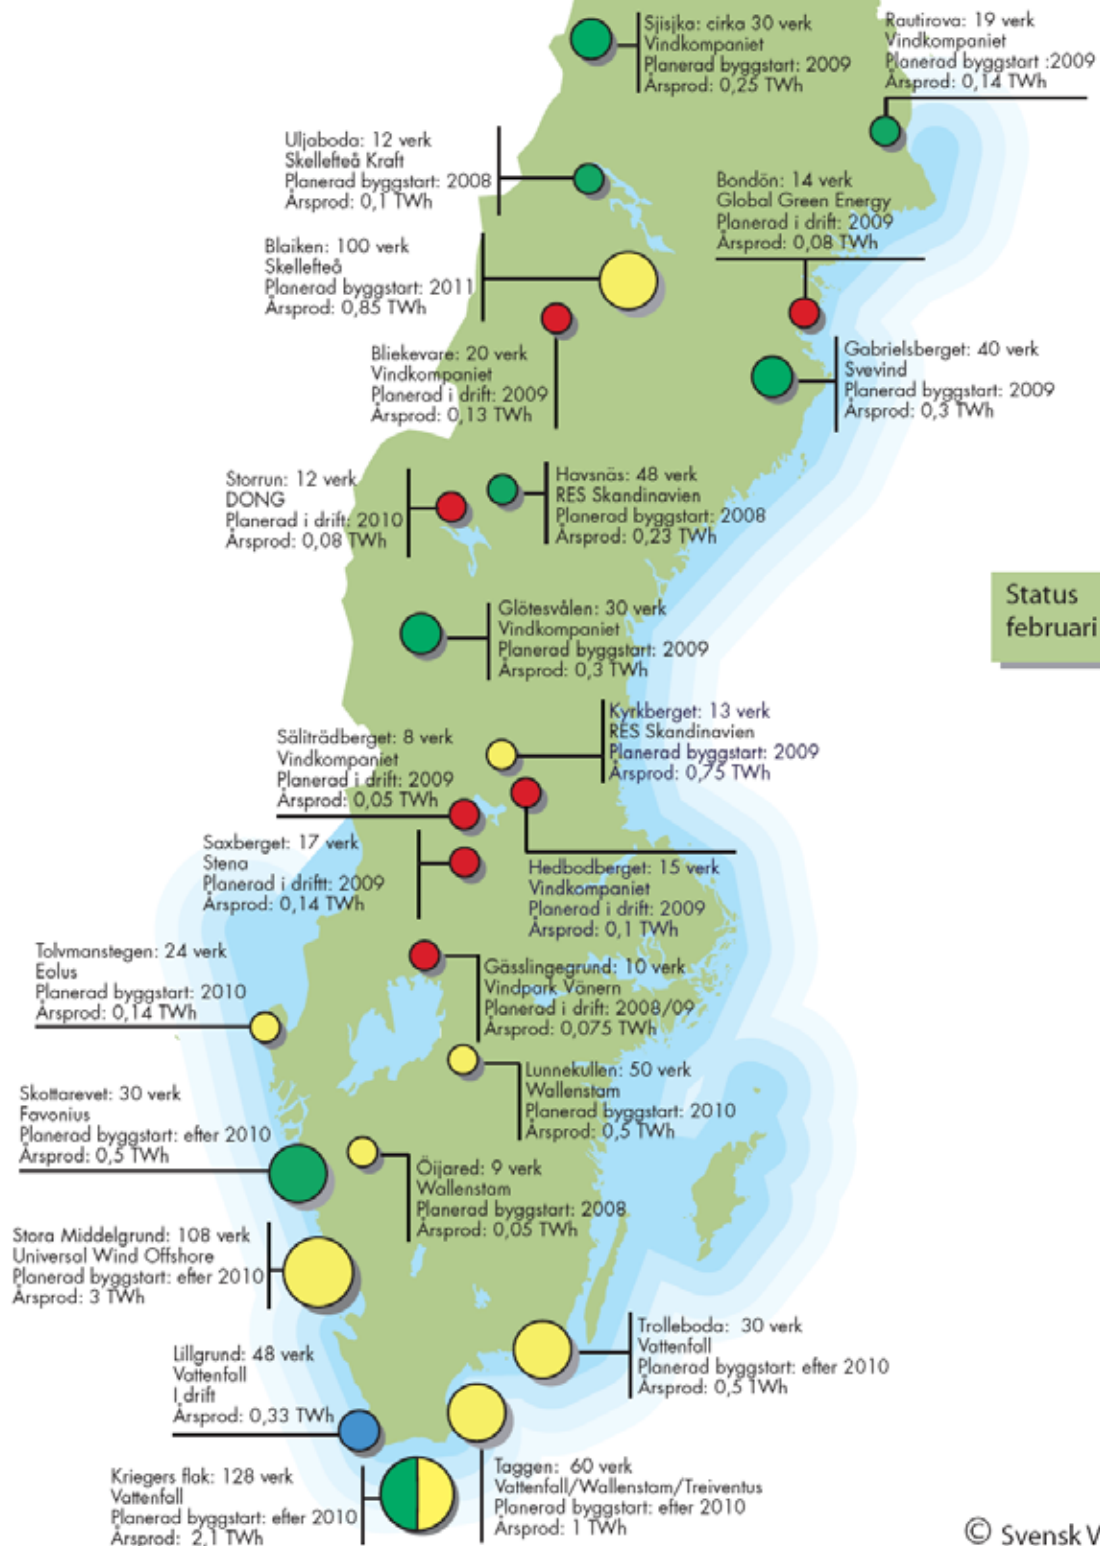 Sjisjka: cirka 30 verk
Vindkompaniet
Planerad byggstart: 2009
Årsprod: 0,25 TWh
Rautirova: 19 verk
Vindkompaniet
Planerad byggstart :2009
Årsprod: 0,14 TWh
Uljaboda: 12 verk
Skellefteå Kraft
Planerad byggstart: 2008
Årsprod: 0,1 TWh
Bondön: 14 verk
Global Green Energy
Planerad i drift: 2009
Årsprod: 0,08 TWh
Blaiken: 100 verk
Skellefteå
Planerad byggstart: 2011
Årsprod: 0,85 TWh
Bliekevare: 20 verk
Vindkompaniet
Planerad i drift: 2009
Årsprod: 0,13 TWh
Gabrielsberget: 40 verk
Svevind
Planerad byggstart: 2009
Årsprod: 0,3 TWh
Storrun: 12 verk
DONG
Planerad i drift: 2010
Årsprod: 0,08 TWh
Havsnäs: 48 verk
RES Skandinavien
Planerad byggstart: 2008
Årsprod: 0,23 TWh
Status
februari
Glötesvålen: 30 verk
Vindkompaniet
Planerad byggstart: 2009
Årsprod: 0,3 TWh
Kyrkberget: 13 verk
RES Skandinavien
Planerad byggstart: 2009
Årsprod: 0,75 TWh
Säliträdberget: 8 verk
Vindkompaniet
Planerad i drift: 2009
Årsprod: 0,05 TWh
Saxberget: 17 verk
Stena
Planerad i driftt: 2009
Årsprod: 0,14 TWh
Hedbodberget: 15 verk
Vindkompaniet
Planerad i drift: 2009
Årsprod: 0,1 TWh
Tolvmanstegen: 24 verk
Eolus
Planerad byggstart: 2010
Årsprod: 0,14 TWh
Gässlingegrund: 10 verk
Vindpark Vänern
Planerad i drift: 2008/09
Årsprod: 0,075 TWh
Lunnekullen: 50 verk
Wallenstam
Planerad byggstart: 2010
Årsprod: 0,5 TWh
Skottarevet: 30 verk
Favonius
Planerad byggstart: efter 2010
Årsprod: 0,5 TWh
Öijared: 9 verk
Wallenstam
Planerad byggstart: 2008
Årsprod: 0,05 TWh
Stora Middelgrund: 108 verk
Universal Wind Offshore
Planerad byggstart: efter 2010
Årsprod: 3 TWh
Trolleboda: 30 verk
Vattenfall
Planerad byggstart: efter 2010
Årsprod: 0,5 1Wh
Lillgrund: 48 verk
Vattenfall
I drift
Årsprod: 0,33 TWh
Taggen: 60 verk
Vattenfall/Wallenstam/Treiventus
Planerad byggstart: efter 2010
Årsprod: 1 TWh
Kriegers flak: 128 verk
Vattenfall
Planerad byggstart: efter 2010
Årsprod: 2,1 TWh
© Svensk V